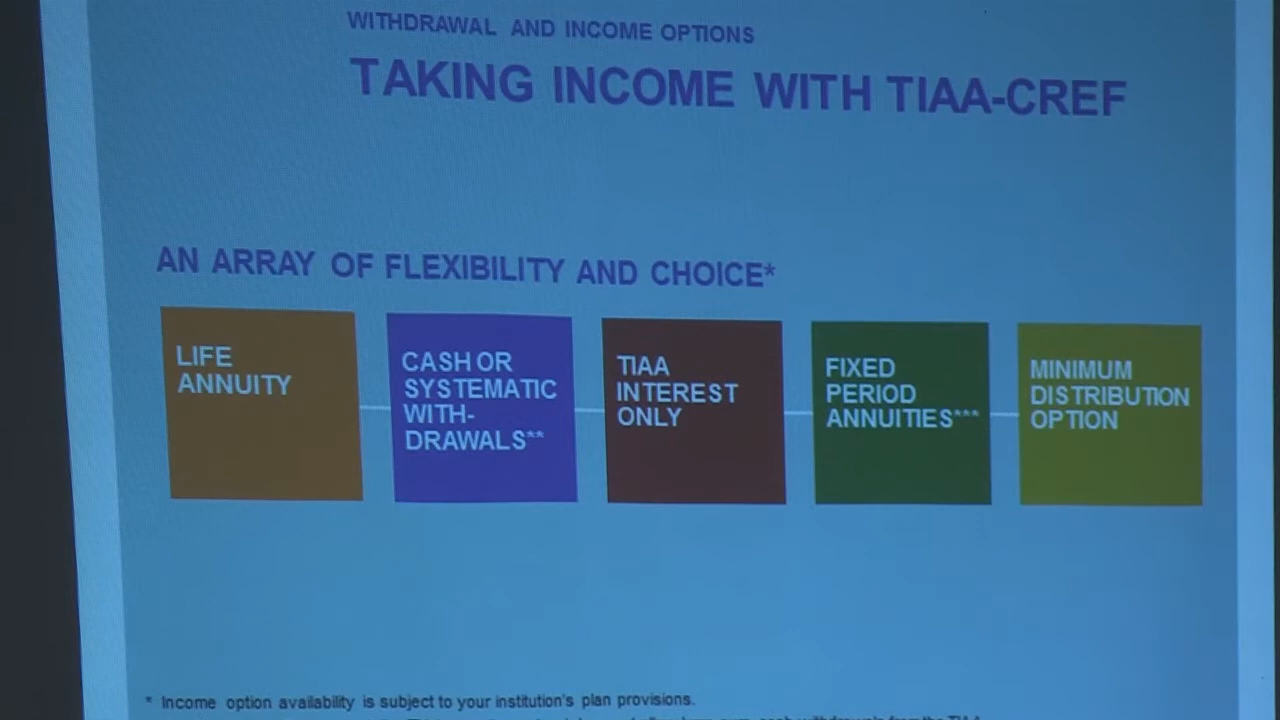 WITHDRAWAL AND INCOME OPTIONS
TAKING INCOME WITH TIAA-CREF
AN ARRAY OF FLEXIBILITY AND CHOICE*
LIFE
ANNUITY
CASH OR
SYSTEMATIC
WITH-
DRAWALS**
TIAA
INTEREST
ONLY
FIXED
PERIOD
ANNUITIES***
MINIMUM
DISTRIBUTION
OPTION
* Income option availability is subject to your institution's plan provisions.